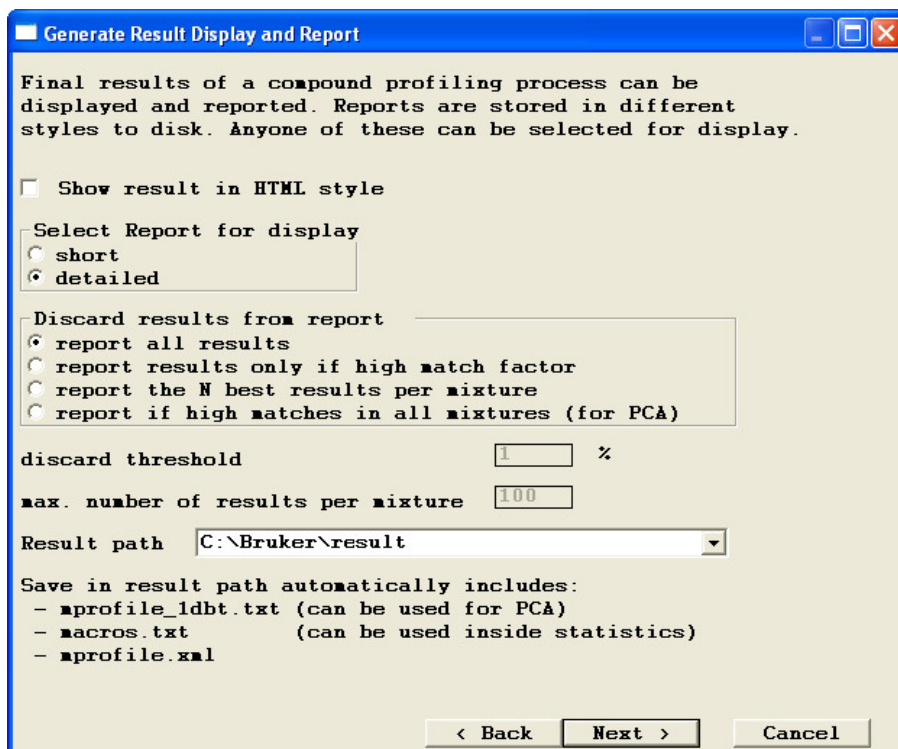 Generate Result Display and Report
Final results of a compound profiling process can be
displayed and reported. Reports are stored in different
styles to disk. Anyone of these can be selected for display.
Show result in HTML style
Select Report for display
short
detailed
Discard results from report
report all results
report results only if high match factor
report the N best results per mixture
report if high matches in all mixtures (for PCA)
discard threshold 1 %
max. number of results per mixture 100
Result path C:\Bruker\result
Save in result path automatically includes:
- mprofile_1dbt.txt (can be used for PCA)
- macros.txt (can be used inside statistics)
- mprofile.xml
< Back Next > Cancel